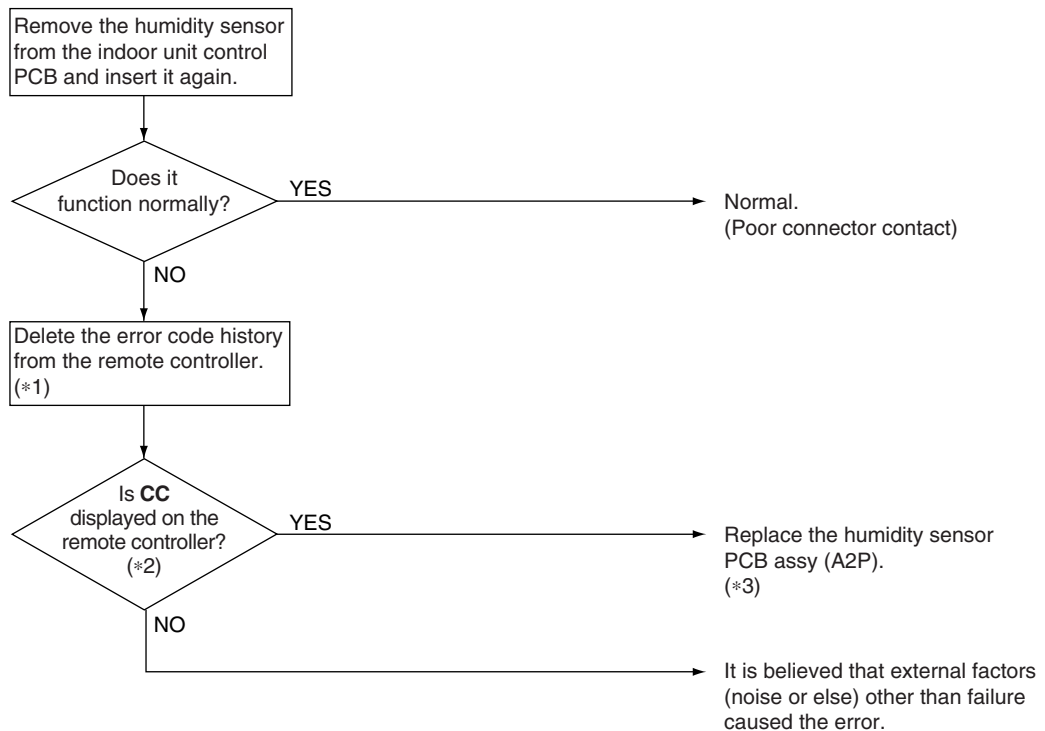 Remove the humidity sensor
from the indoor unit control
PCB and insert it again.
Does it
function normally?
YES
Normal.
(Poor connector contact)
NO
Delete the error code history
from the remote controller.
(*1)
Is CC
displayed on the
remote controller?
(*2)
YES
Replace the humidity sensor
PCB assy (A2P).
(*3)
NO
It is believed that external factors
(noise or else) other than failure
caused the error.